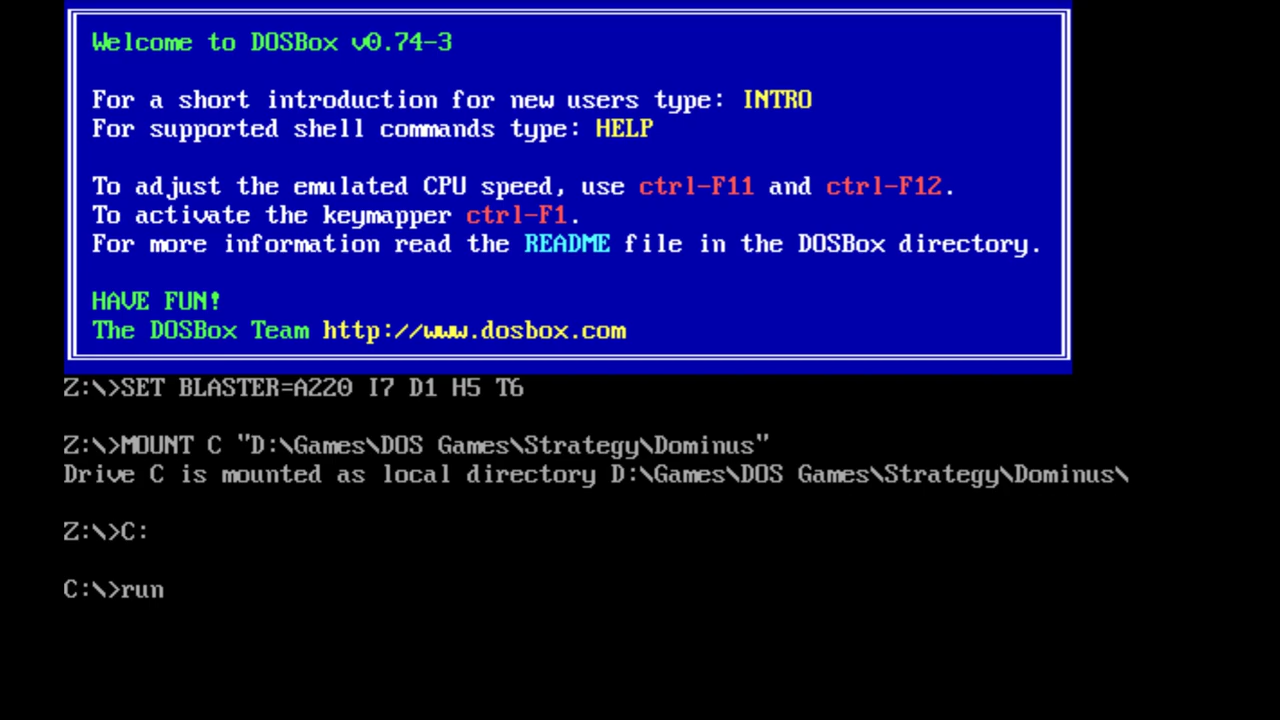 Welcome to DOSBox v0.74-3
For a short introduction for new users type: INTRO
For supported shell commands type: HELP
To adjust the emulated CPU speed, use ctrl-F11 and ctrl-F12.
To activate the keymapper ctrl-F1.
For more information read the README file in the DOSBox directory.
HAVE FUN!
The DOSBox Team http://www.dosbox.com
Z:\>SET BLASTER=A220 I7 D1 H5 T6
Z:\>MOUNT C "D:\Games\DOS Games\Strategy\Dominus"
Drive C is mounted as local directory D:\Games\DOS Games\Strategy\Dominus\
Z:\>C:
C:\>run